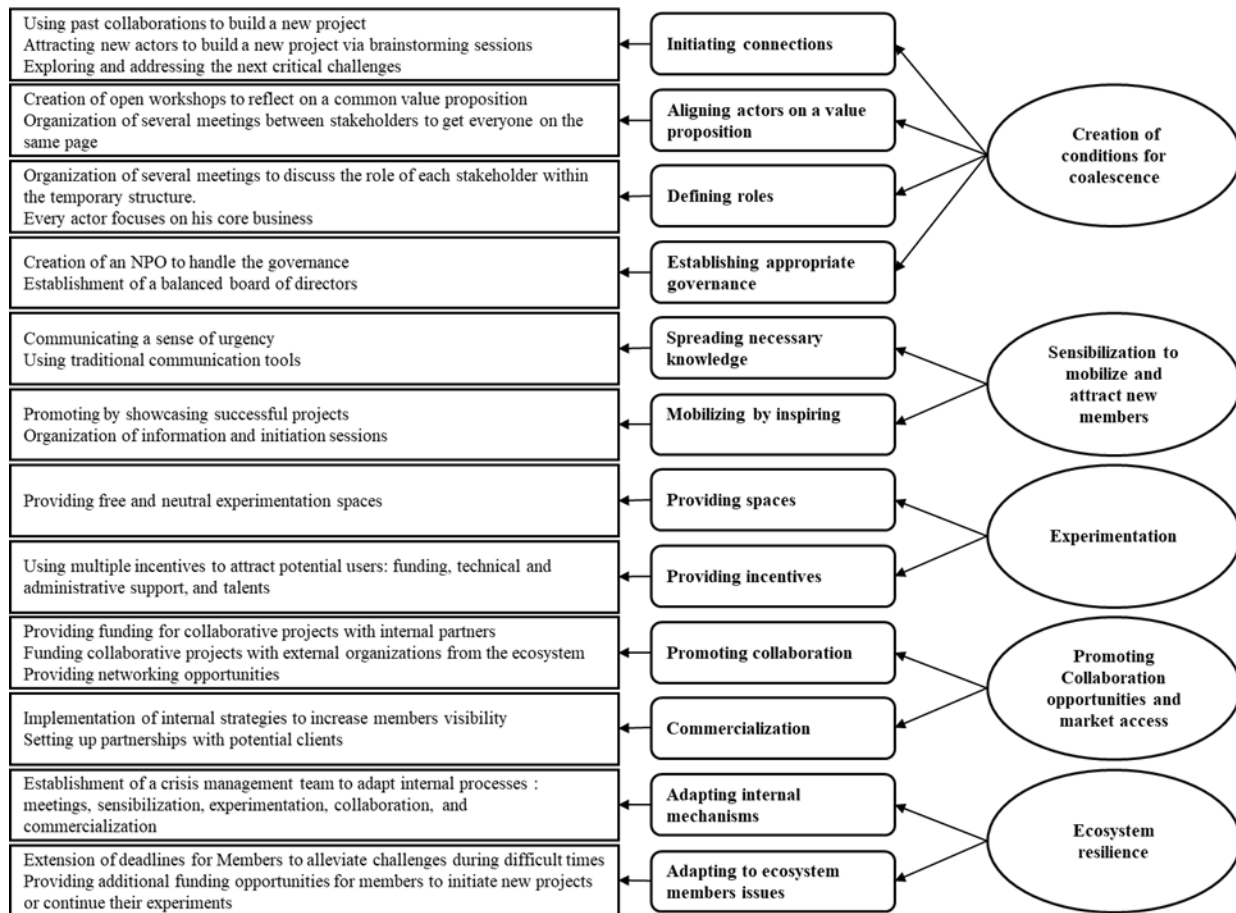 Using past collaborations to build a new project
Attracting new actors to build a new project via brainstorming sessions
Exploring and addressing the next critical challenges
Initiating connections
Creation of open workshops to reflect on a common value proposition
Organization of several meetings between stakeholders to get everyone on the
same page
Aligning actors on a value
proposition
Creation of
conditions for
coalescence
Organization of several meetings to discuss the role of each stakeholder within
the temporary structure.
Every actor focuses on his core business
Defining roles
Creation of an NPO to handle the governance
Establishment of a balanced board of directors
Establishing appropriate
governance
Communicating a sense of urgency
Using traditional communication tools
Spreading necessary
knowledge
Sensibilization to
mobilize and
attract new
members
Promoting by showcasing successful projects
Organization of information and initiation sessions
Mobilizing by inspiring
Providing free and neutral experimentation spaces
Providing spaces
Experimentation
Using multiple incentives to attract potential users: funding, technical and
administrative support, and talents
Providing incentives
Providing funding for collaborative projects with internal partners
Funding collaborative projects with external organizations from the ecosystem
Providing networking opportunities
Promoting collaboration
Promoting
Collaboration
opportunities and
market access
Implementation of internal strategies to increase members visibility
Setting up partnerships with potential clients
Commercialization
Establishment of a crisis management team to adapt internal processes :
meetings, sensibilization, experimentation, collaboration, and
commercialization
Adapting internal
mechanisms
Ecosystem
resilience
Extension of deadlines for Members to alleviate challenges during difficult times
Providing additional funding opportunities for members to initiate new projects
or continue their experiments
Adapting to ecosystem
members issues